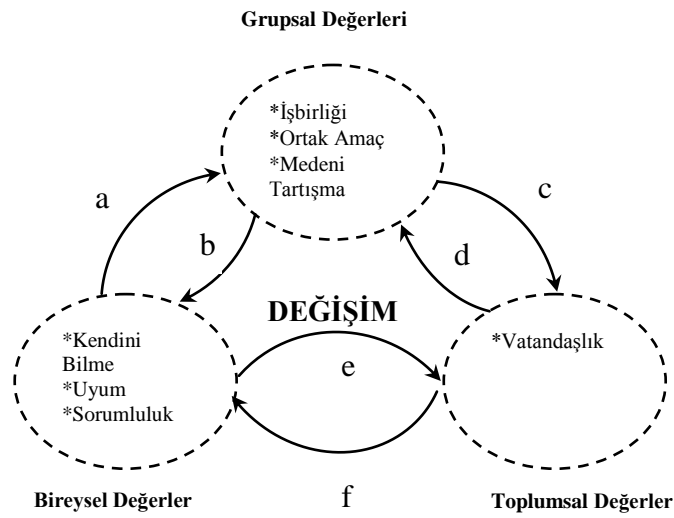 Grupsal Değerleri
*İşbirliği
*Ortak Amaç
*Medeni
Tartışma
a
b
c
d
DEĞİŞİM
*Kendini
Bilme
*Uyum
*Sorumluluk
e
*Vatandaşlık
f
Bireysel Değerler
Toplumsal Değerler